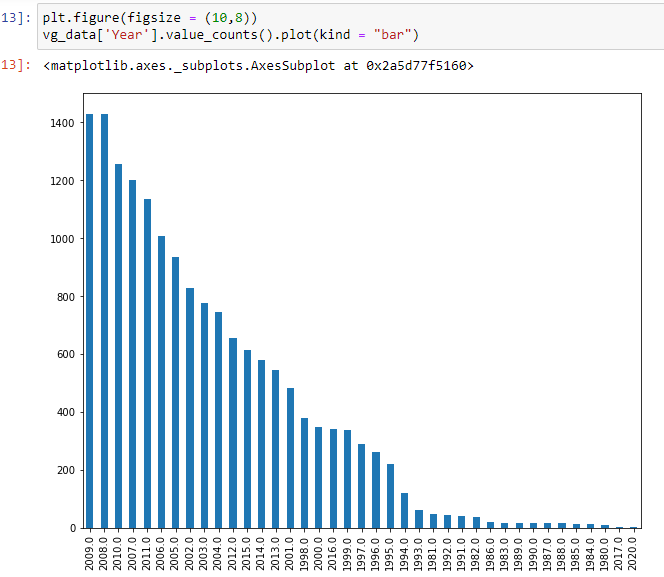 13]: plt.figure(figsize = (10,8))
vg_data['Year'].value_counts().plot(kind = "bar")
13]: <matplotlib.axes._subplots.AxesSubplot at 0x2a5d77f5160>
1400
1200
1000
800
600
400
200
0
2009.0 2008.0 2010.0 2007.0 2011.0 2006.0 2005.0 2002.0 2003.0 2004.0 2012.0 2015.0 2014.0 2013.0 2001.0 1998.0 2000.0 2016.0 1999.0 1997.0 1996.0 1995.0 1994.0 1993.0 1981.0 1992.0 1991.0 1982.0 1986.0 1983.0 1989.0 1990.0 1987.0 1988.0 1985.0 1984.0 1980.0 2017.0 2020.0